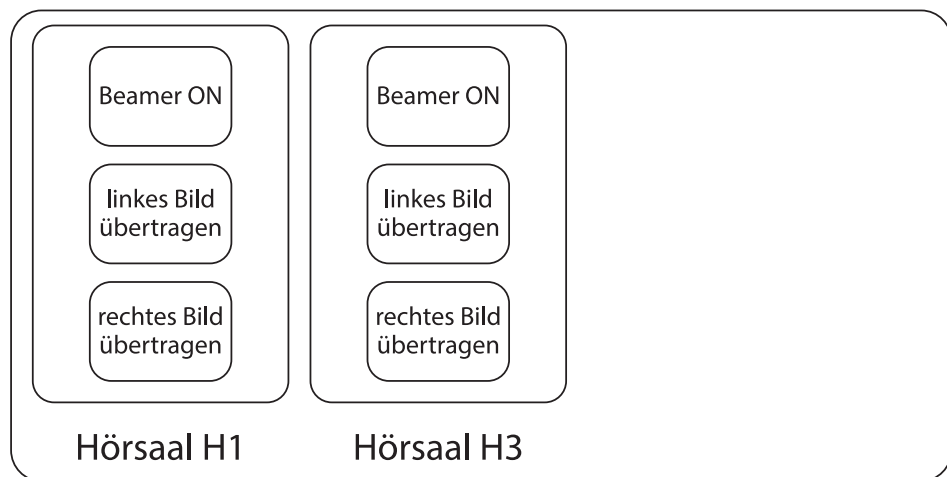 Beamer ON
linkes Bild
übertragen
rechtes Bild
übertragen
Hörsaal H1
Beamer ON
linkes Bild
übertragen
rechtes Bild
übertragen
Hörsaal H3